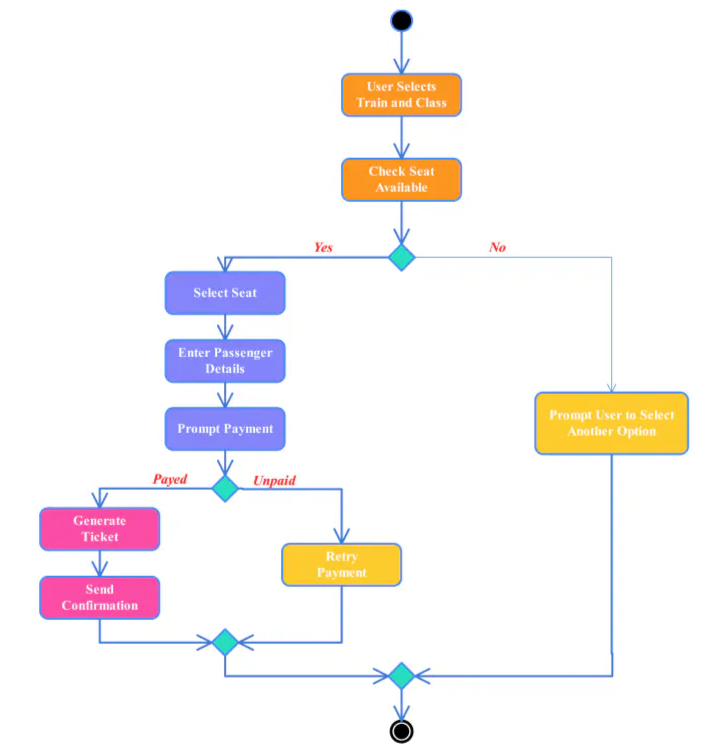 User Selects
Train and Class
Check Seat
Available
Yes
No
Select Seat
Enter Passenger
Details
Prompt Payment
Prompt User to Select
Another Option
Payed
Unpaid
Generate
Ticket
Retry
Payment
Send
Confirmation